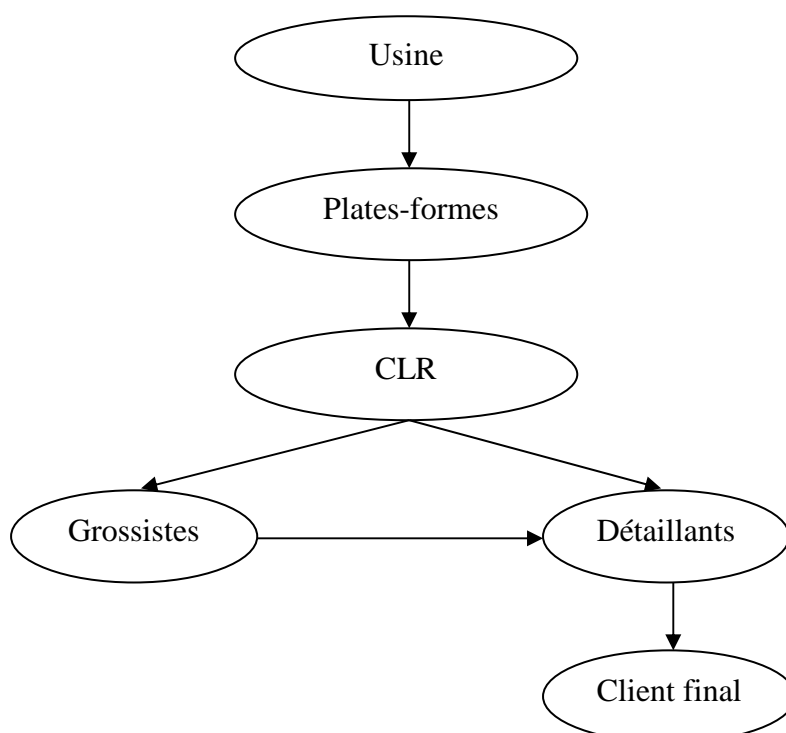 Usine
Plates-formes
CLR
Grossistes
Détaillants
Client final